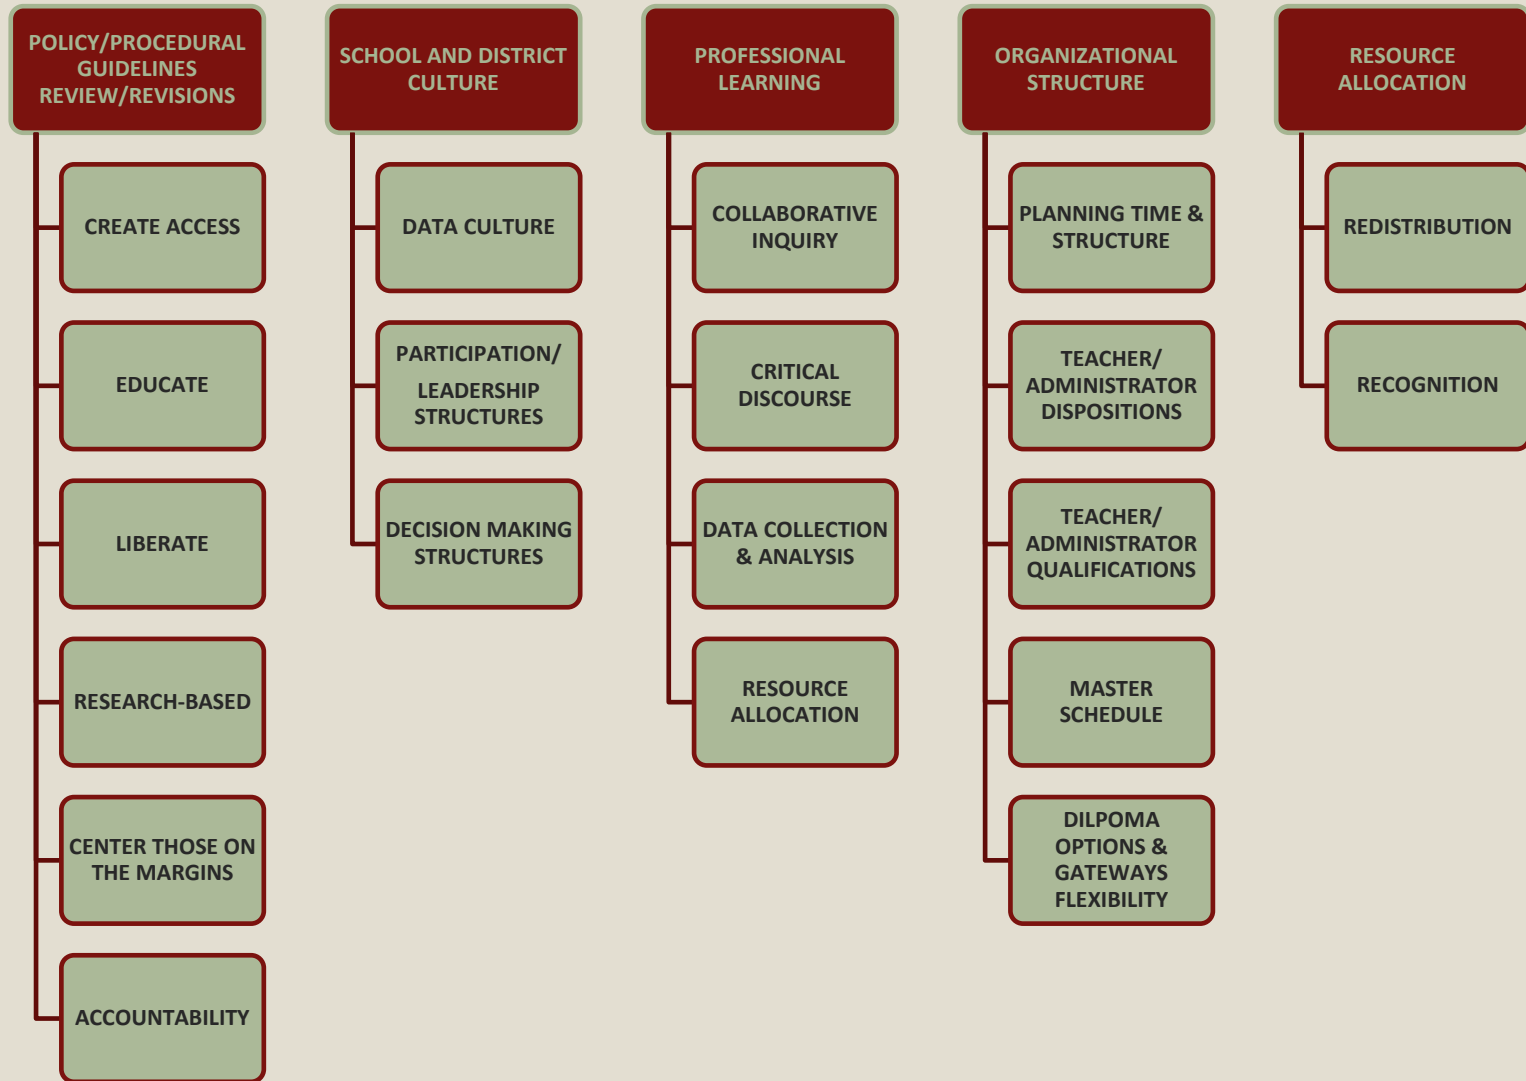 POLICY/PROCEDURAL
GUIDELINES
REVIEW/REVISIONS
CREATE ACCESS
EDUCATE
LIBERATE
RESEARCH-BASED
CENTER THOSE ON
THE MARGINS
ACCOUNTABILITY
SCHOOL AND DISTRICT
CULTURE
DATA CULTURE
PARTICIPATION/
LEADERSHIP
STRUCTURES
DECISION MAKING
STRUCTURES
PROFESSIONAL
LEARNING
COLLABORATIVE
INQUIRY
CRITICAL
DISCOURSE
DATA COLLECTION
& ANALYSIS
RESOURCE
ALLOCATION
ORGANIZATIONAL
STRUCTURE
PLANNING TIME &
STRUCTURE
TEACHER/
ADMINISTRATOR
DISPOSITIONS
TEACHER/
ADMINISTRATOR
QUALIFICATIONS
MASTER
SCHEDULE
DILPOMA
OPTIONS &
GATEWAYS
FLEXIBILITY
RESOURCE
ALLOCATION
REDISTRIBUTION
RECOGNITION